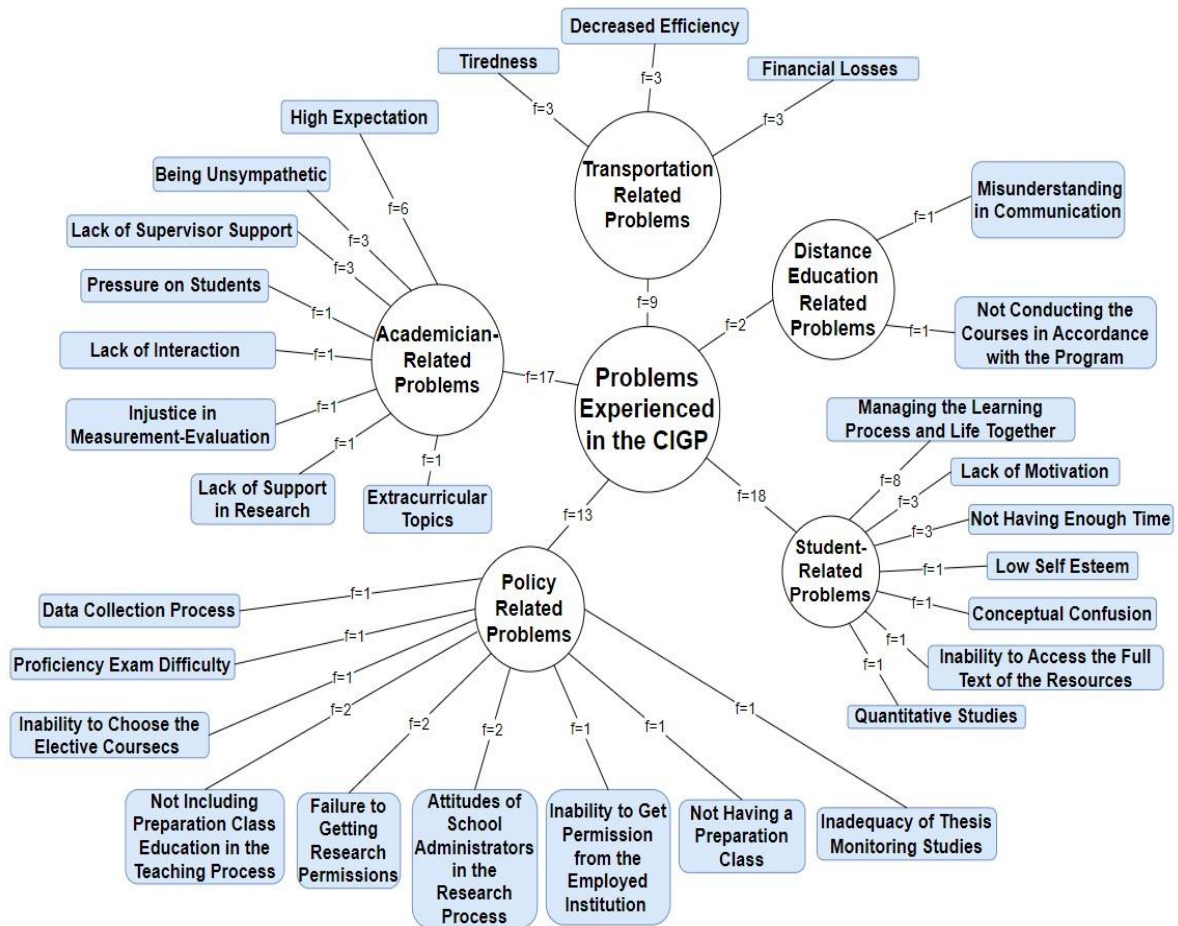 Decreased Efficiency
Tiredness
Financial Losses
f=3
f=3
f=3
Transportation
Related
Problems
f=9
High Expectation
Being Unsympathetic
Lack of Supervisor Support
Pressure on Students
Lack of Interaction
Injustice in
Measurement-Evaluation
Lack of Support
in Research
Extracurricular
Topics
f=6
f=3
f=3
f=1
f=1
f=1
f=1
f=1
Academician-
Related
Problems
f=17
Misunderstanding
in Communication
f=1
Distance
Education
Related
Problems
f=2
f=1
Not Conducting the
Courses in Accordance
with the Program
Problems
Experienced
in the CIGP
Managing the Learning
Process and Life Together
f=8
Lack of Motivation
f=3
Not Having Enough Time
f=3
f=18
Student-
Related
Problems
Low Self Esteem
f=1
Conceptual Confusion
f=1
Inability to Access the Full
Text of the Resources
f=1
Quantitative Studies
f=1
f=13
Policy
Related
Problems
Data Collection Process
f=1
Proficiency Exam Difficulty
f=1
Inability to Choose the
Elective Coursecs
f=1
f=2
f=2
f=2
f=1
f=1
f=1
Not Including
Preparation Class
Education in the
Teaching Process
Failure to
Getting
Research
Permissions
Attitudes of
School
Administrators
in the
Research
Process
Inability to Get
Permission
from the
Employed
Institution
Not Having a
Preparation
Class
Inadequacy of Thesis
Monitoring Studies